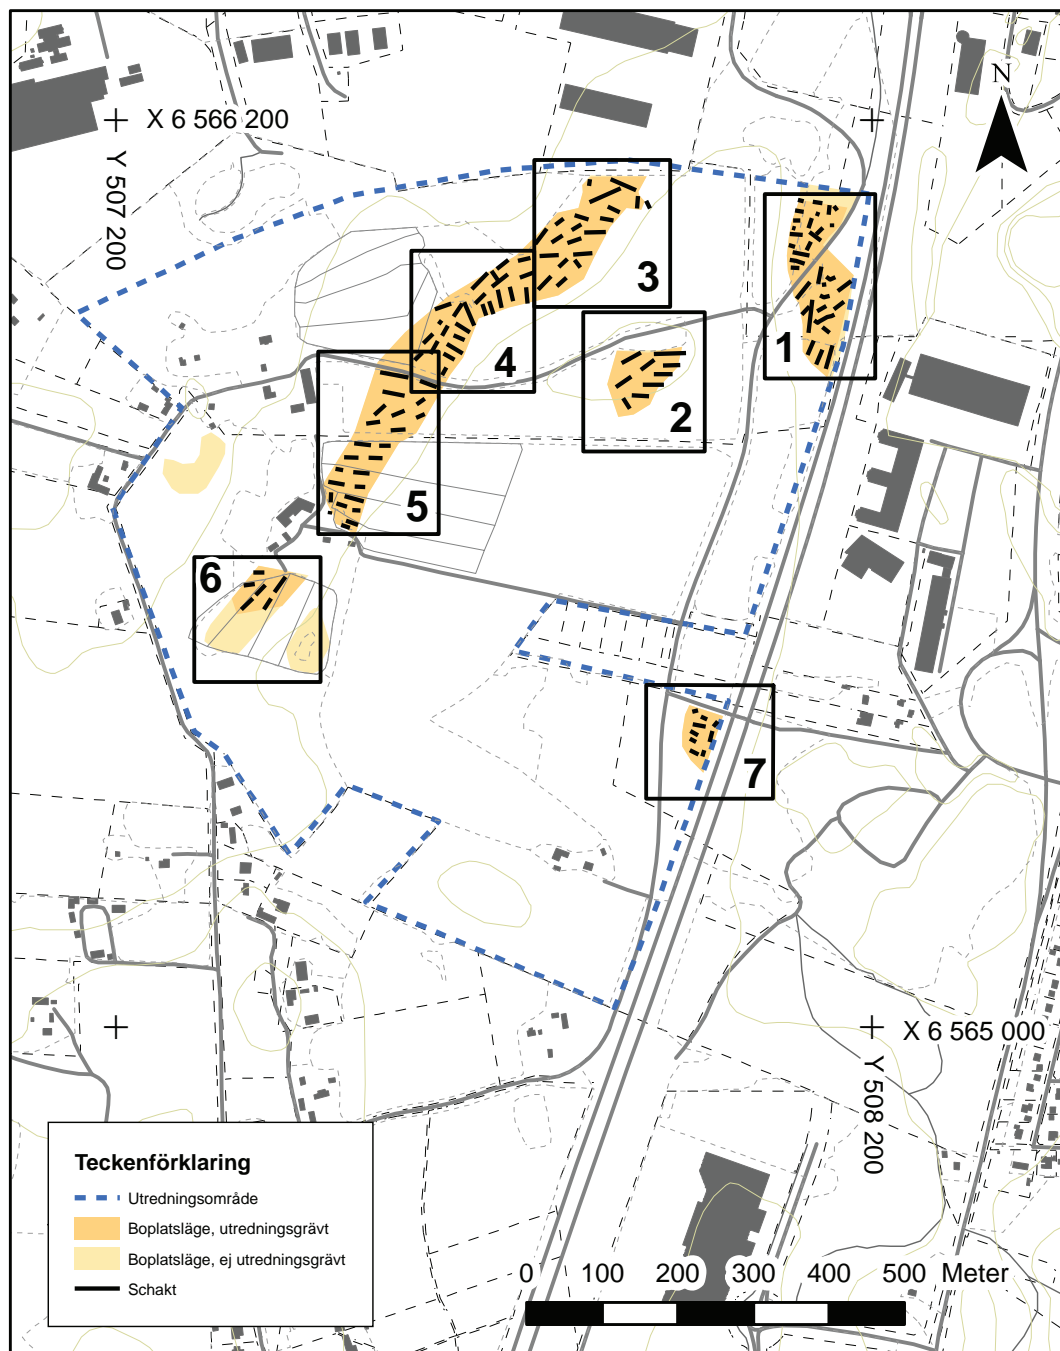 N
X 6 566 200
Y 507 200
3
1
4
2
5
6
7
X 6 565 000
Y 508 200
Teckenförklaring
Utredningsområde
Boplatsläge, utredningsgrävt
Boplatsläge, ej utredningsgrävt
Schakt
0 100 200 300 400 500 Meter